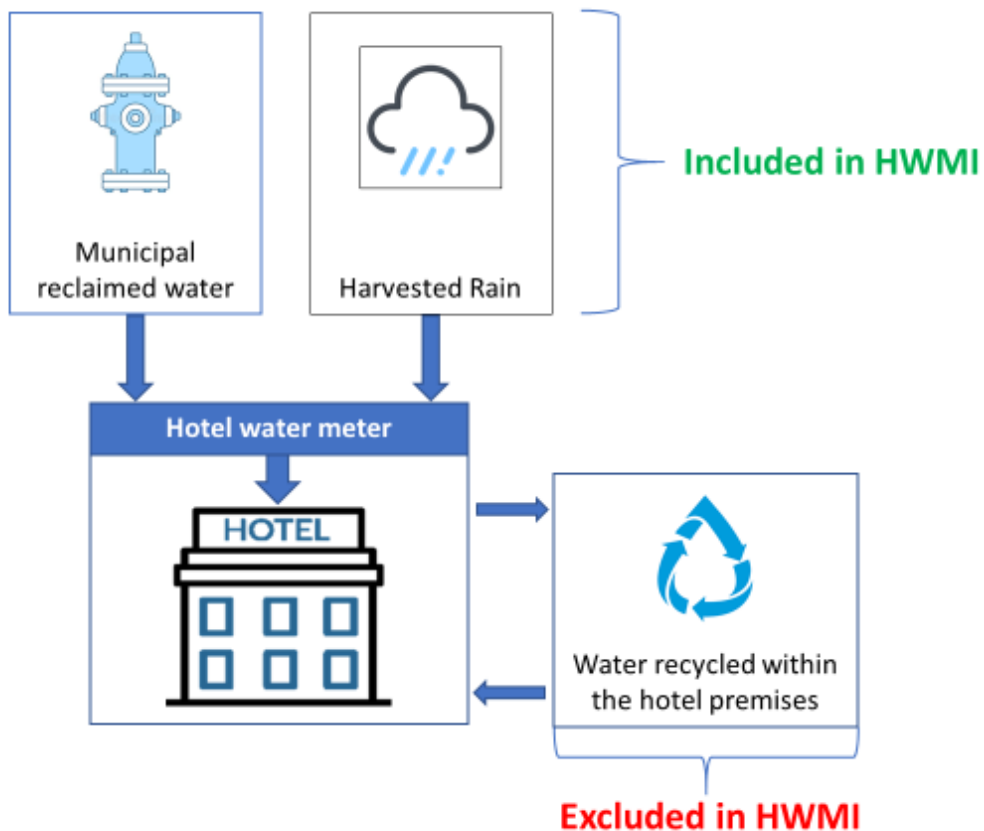 Municipal
reclaimed water
Harvested Rain
Included in HWMI
Hotel water meter
HOTEL
Water recycled within
the hotel premises
Excluded in HWMI